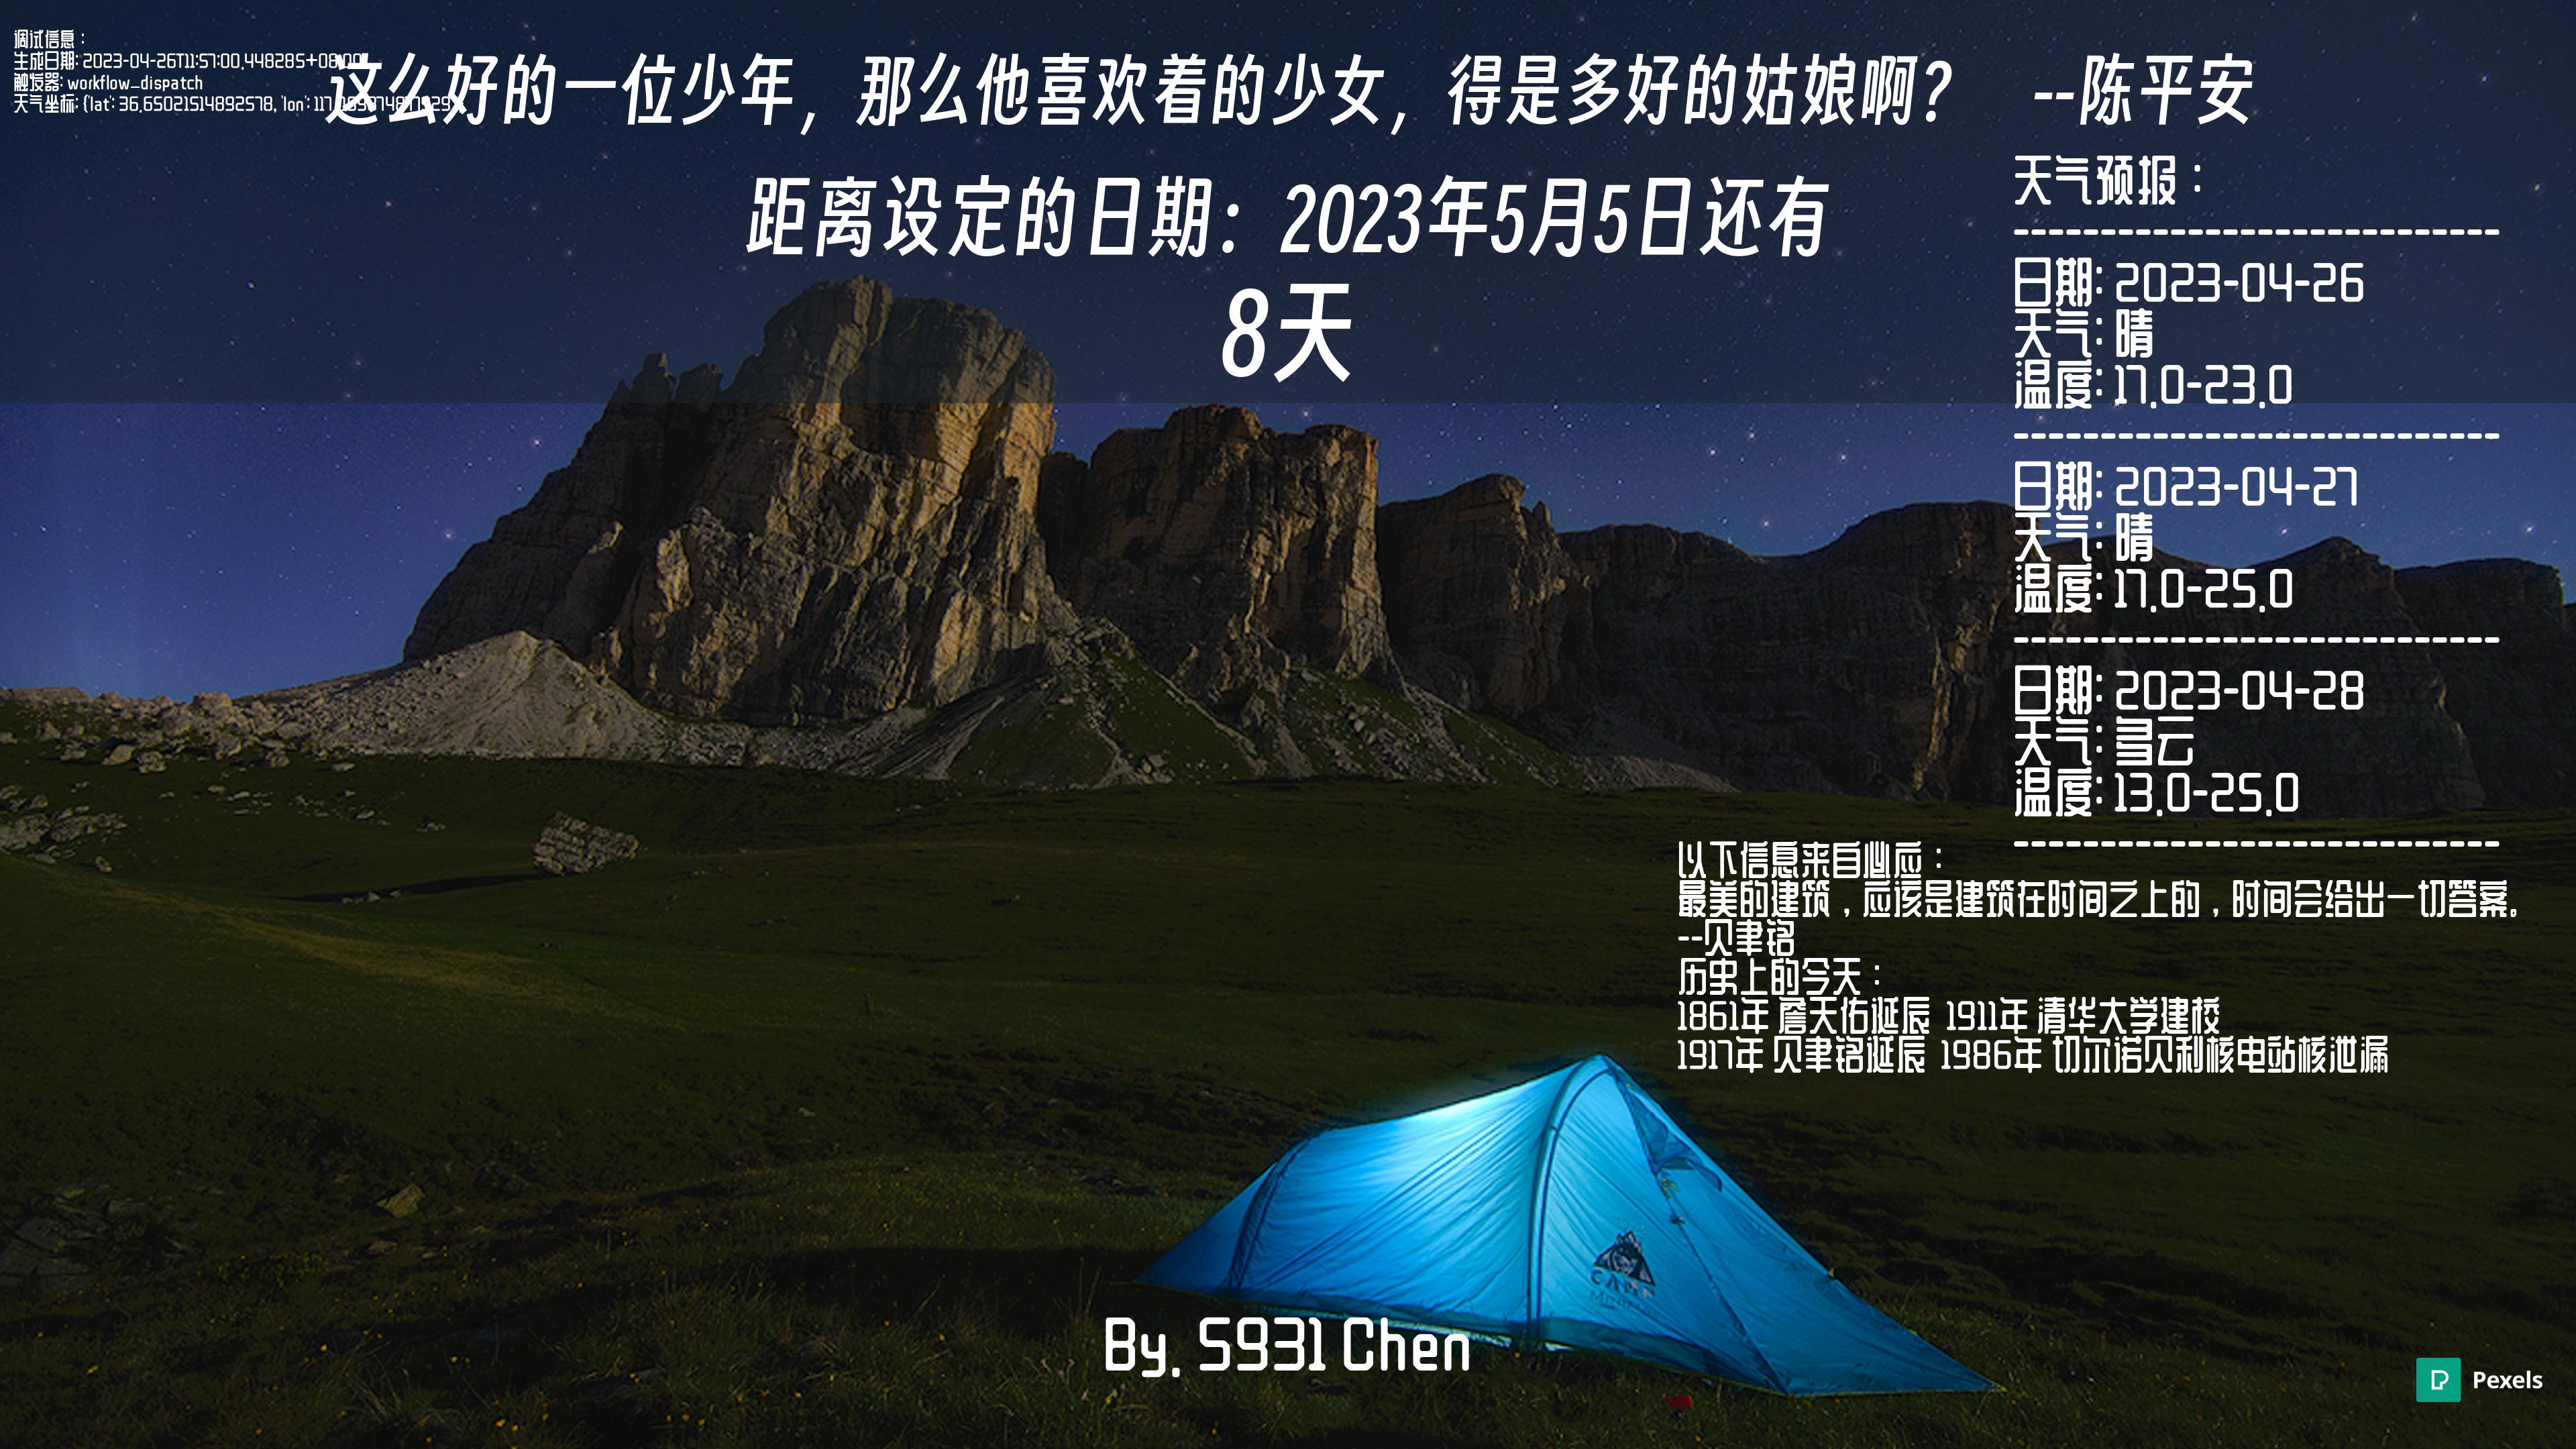 调试信息：
生成日期: 2023-04-26T11:57:00.448285+08:00
触发器: workflow_dispatch
天气坐标: {'lat': 36.65021514892578, 'lon':
这么好的一位少年，那么他喜欢着的少女，得是多好的姑娘啊？ --陈平安
距离设定的日期：2023年5月5日还有
8天
天气预报：
----------------------------
日期: 2023-04-26
天气: 晴
温度: 17.0-23.0
----------------------------
日期: 2023-04-27
天气: 晴
温度: 17.0-25.0
----------------------------
日期: 2023-04-28
天气: 多云
温度: 13.0-25.0
----------------------------
以下信息来自必应：
最美的建筑，应该是建筑在时间之上的，时间会给出一切答案。
--贝聿铭
历史上的今天：
1861年 詹天佑诞辰 1911年 清华大学建校
1917年 贝聿铭诞辰 1986年 切尔诺贝利核电站核泄漏
CAMP
By. 5931 Chen
Pexels